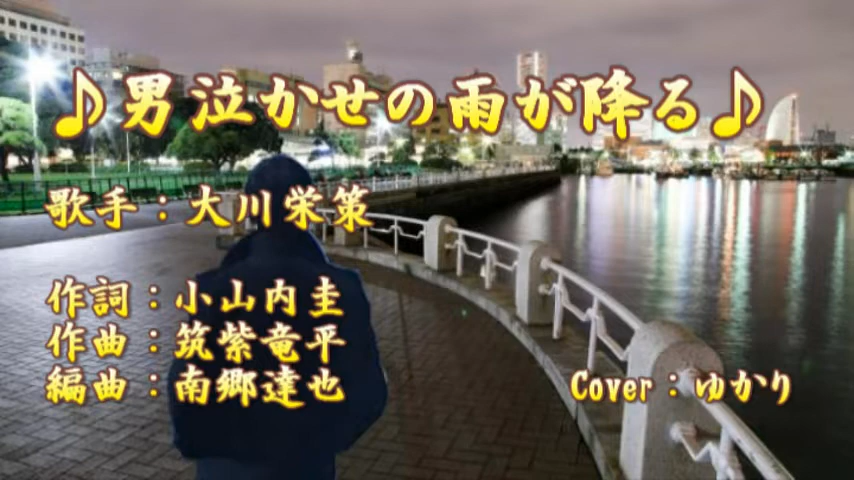 ♪男泣かせの雨が降る♪
歌手：大川栄策
作詞：小山内圭
作曲：筑紫竜平
編曲：南郷達也
Cover：ゆかり